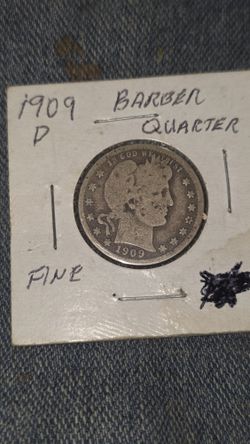 1909 BARBER
D QUARTER
IN GOD WE TRUST
1909
FINE